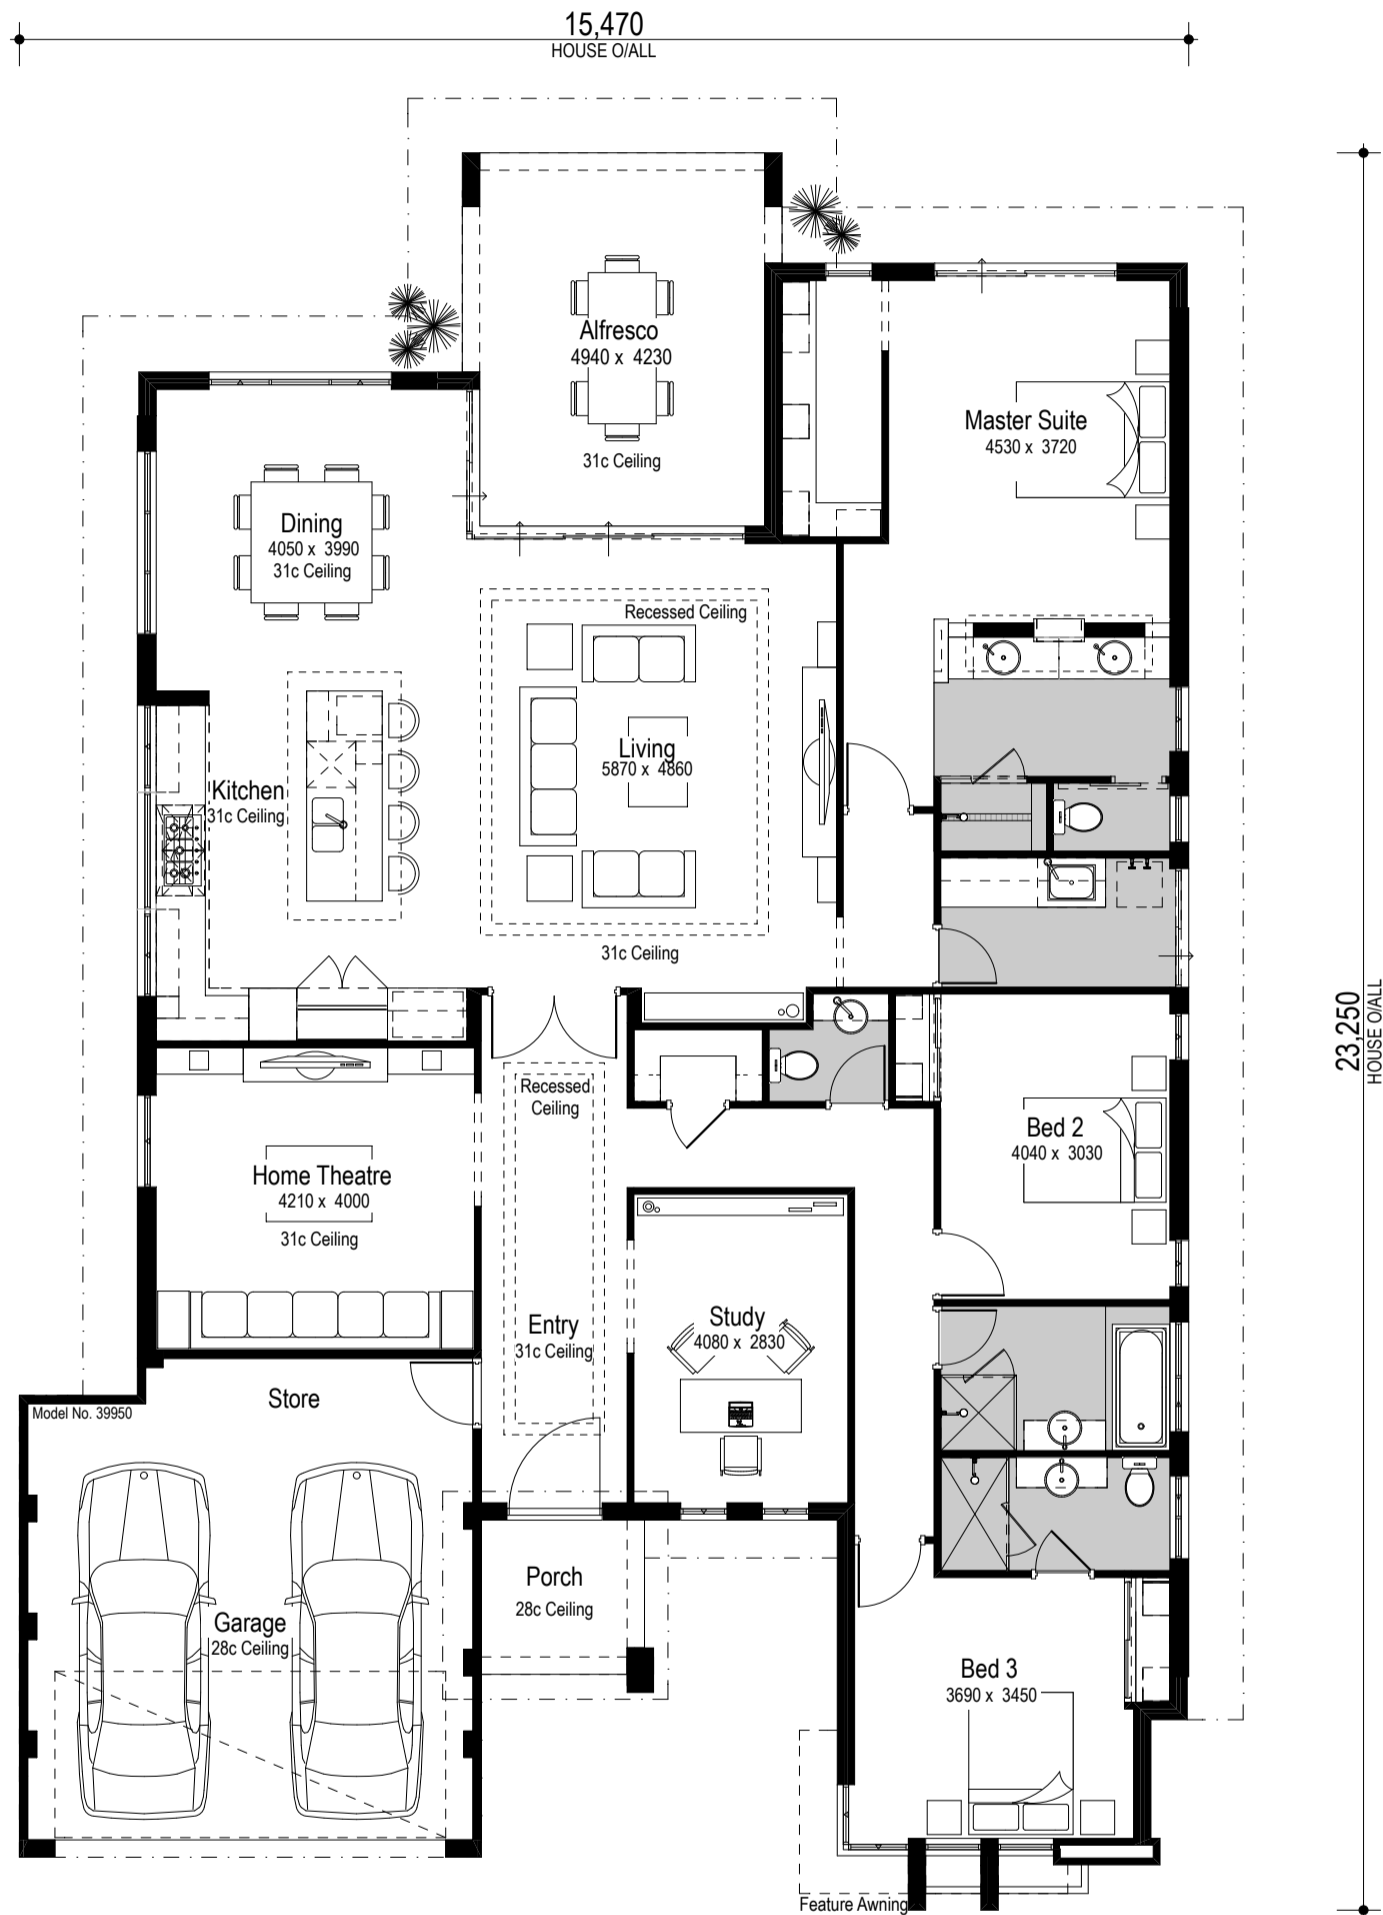 15,470
HOUSE O/ALL
Alfresco
4940 x 4230
31c Ceiling
Master Suite
4530 x 3720
Dining
4050 x 3990
31c Ceiling
Recessed Ceiling
Living
5870 x 4860
Kitchen
31c Ceiling
31c Ceiling
23,250
HOUSE O/ALL
Recessed
Ceiling
Bed 2
4040 x 3030
Home Theatre
4210 x 4000
31c Ceiling
Entry
31c Ceiling
Study
4080 x 2830
Store
Model No. 39950
Porch
28c Ceiling
Garage
28c Ceiling
Bed 3
3690 x 3450
Feature Awning